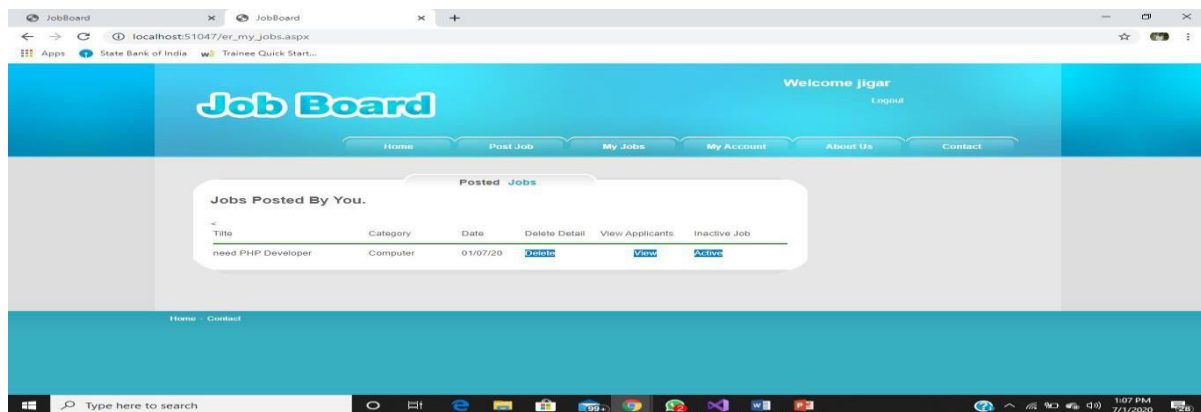 JobBoard JobBoard
localhost:51047/er_my_jobs.aspx
Apps State Bank of India Trainee Quick Start...
Welcome jigar
Logout
Job Board
Home Post Job My Jobs My Account About Us Contact
Posted Jobs
Jobs Posted By You.
<
Tilte Category Date Delete Detail View Applicants Inactive Job
need PHP Developer Computer 01/07/20 Delete View Active
Home - Contact
Type here to search
99+
1:07 PM
7/1/2020